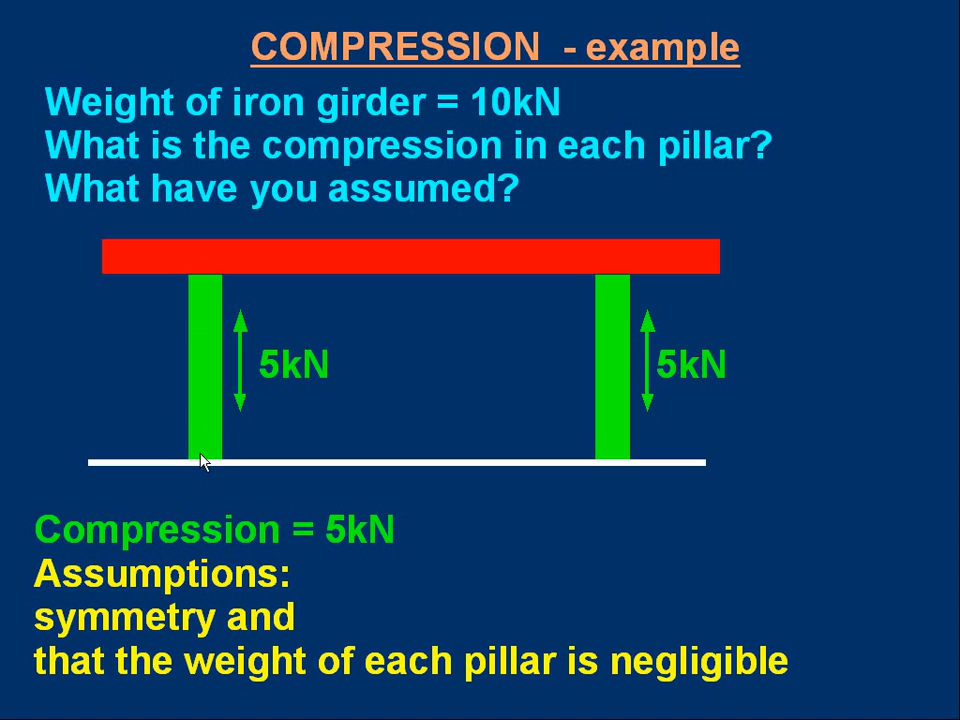 COMPRESSION - example
Weight of iron girder = 10kN
What is the compression in each pillar?
What have you assumed?
5kN
5kN
Compression = 5kN
Assumptions:
symmetry and
that the weight of each pillar is negligible